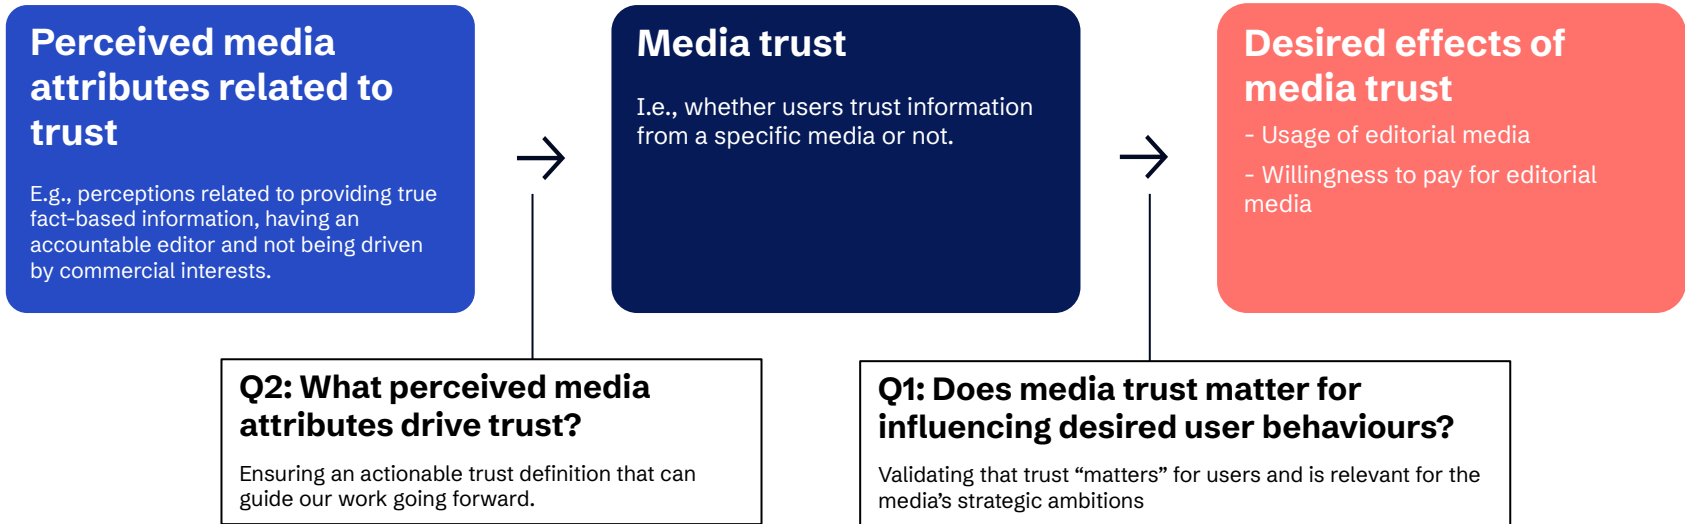 Perceived media
attributes related to
trust
E.g., perceptions related to providing true
fact-based information, having an
accountable editor and not being driven
by commercial interests.
Media trust
I.e., whether users trust information
from a specific media or not.
Desired effects of
media trust
- Usage of editorial media
- Willingness to pay for editorial
media
Q2: What perceived media
attributes drive trust?
Ensuring an actionable trust definition that can
guide our work going forward.
Q1: Does media trust matter for
influencing desired user behaviours?
Validating that trust “matters” for users and is relevant for the
media’s strategic ambitions